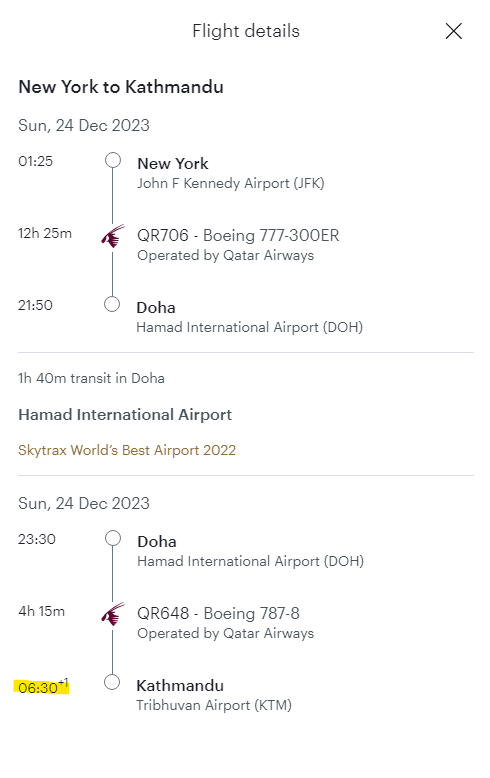 Flight details
New York to Kathmandu
Sun, 24 Dec 2023
01:25
New York
John F Kennedy Airport (JFK)
12h 25m
QR706 - Boeing 777-300ER
Operated by Qatar Airways
21:50
Doha
Hamad International Airport (DOH)
1h 40m transit in Doha
Hamad International Airport
Skytrax World's Best Airport 2022
Sun, 24 Dec 2023
23:30
Doha
Hamad International Airport (DOH)
4h 15m
QR648 - Boeing 787-8
Operated by Qatar Airways
06:30+1
Kathmandu
Tribhuvan Airport (KTM)